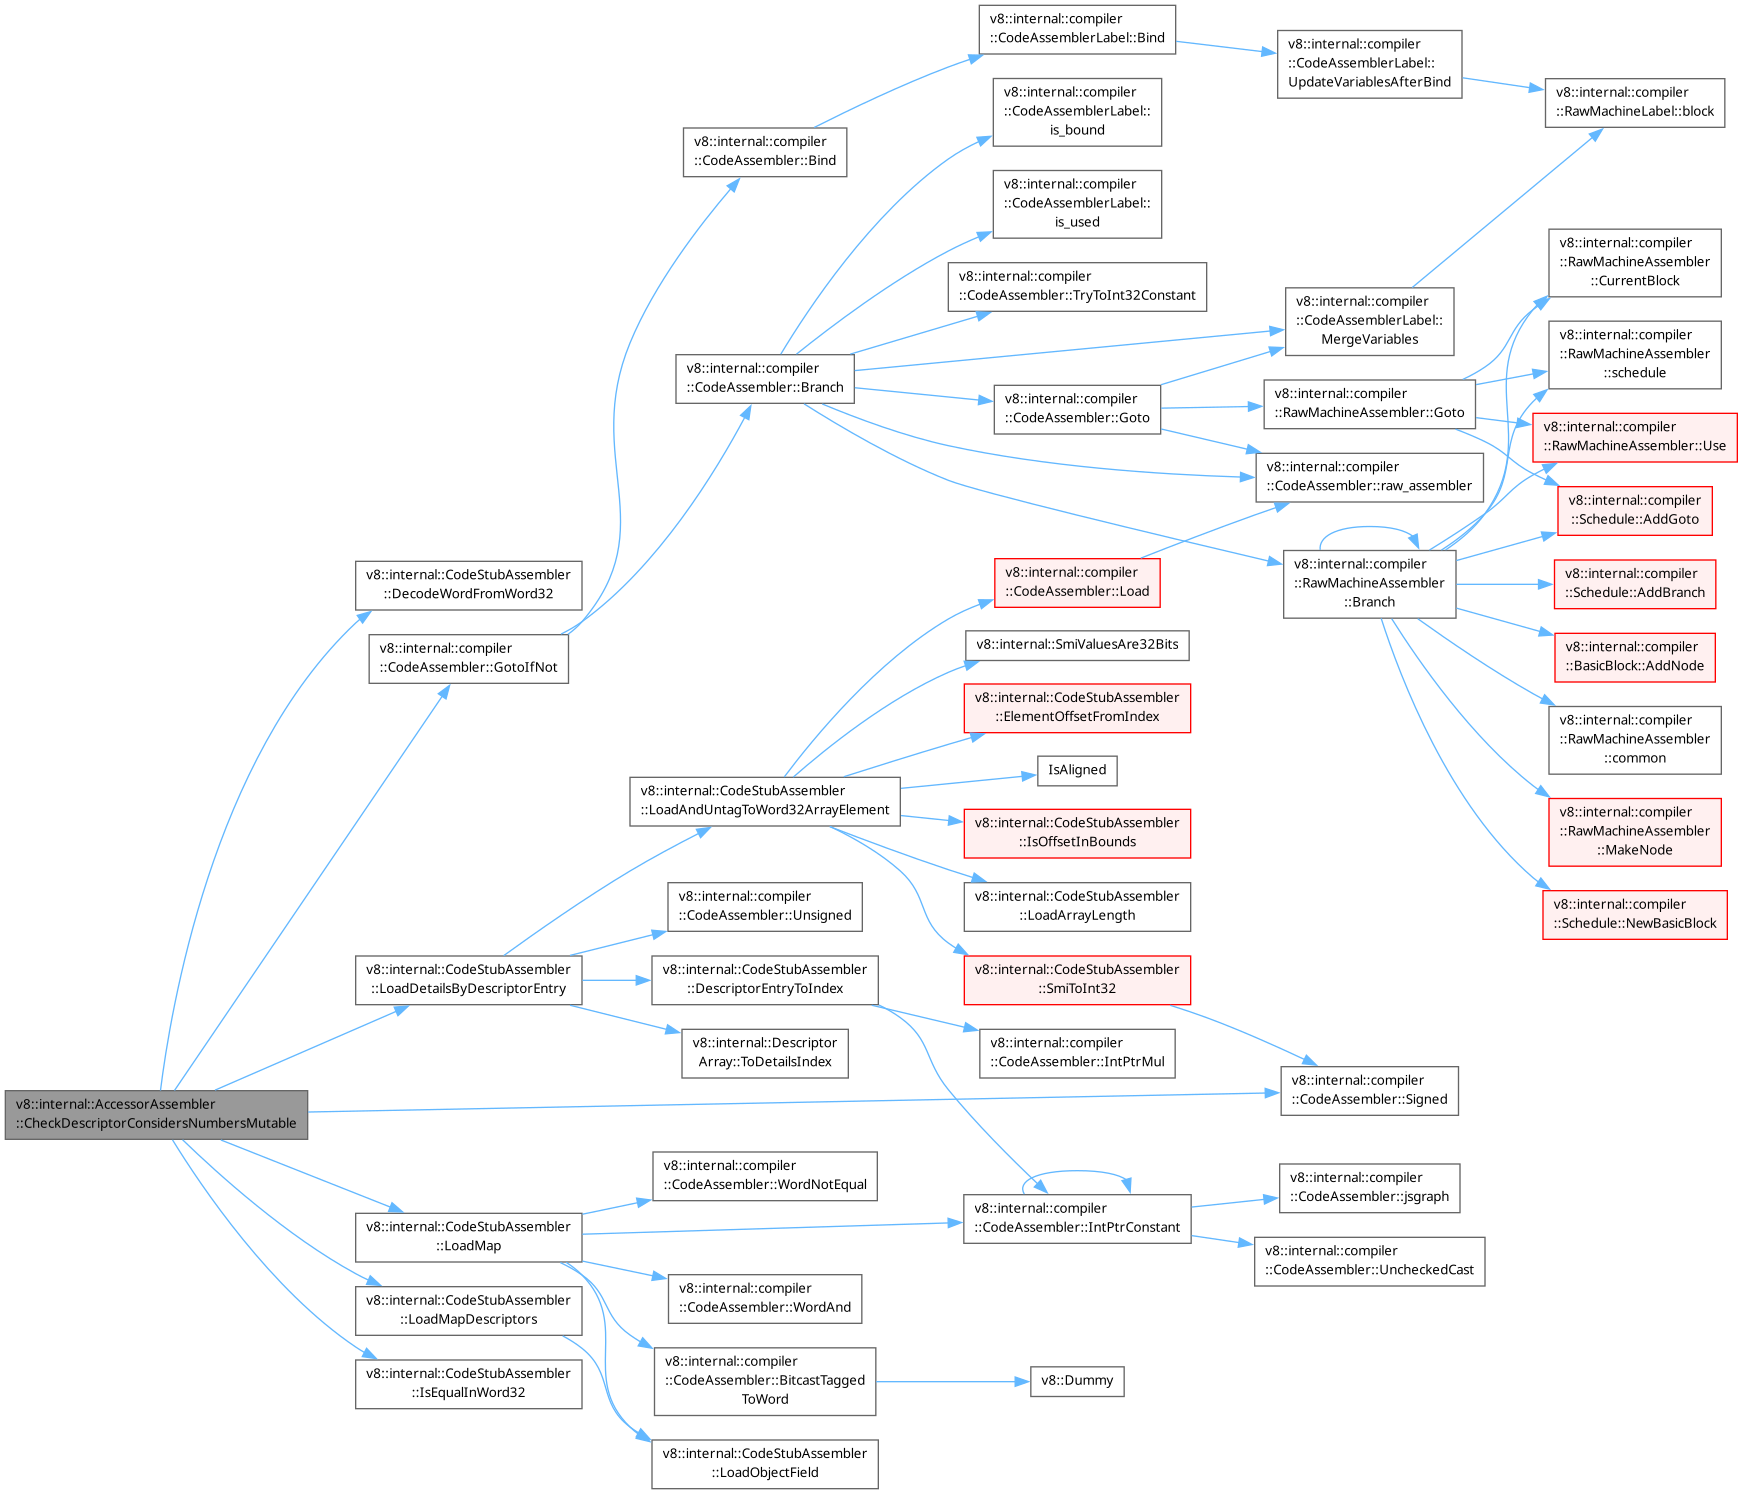 v8::internal::AccessorAssembler
::CheckDescriptorConsidersNumbersMutable
v8::internal::CodeStubAssembler
::DecodeWordFromWord32
v8::internal::compiler
::CodeAssembler::GotoIfNot
v8::internal::CodeStubAssembler
::LoadDetailsByDescriptorEntry
v8::internal::CodeStubAssembler
::LoadMap
v8::internal::CodeStubAssembler
::LoadMapDescriptors
v8::internal::CodeStubAssembler
::IsEqualInWord32
v8::internal::compiler
::CodeAssembler::Bind
v8::internal::compiler
::CodeAssembler::Branch
v8::internal::CodeStubAssembler
::LoadAndUntagToWord32ArrayElement
v8::internal::compiler
::CodeAssembler::Unsigned
v8::internal::CodeStubAssembler
::DescriptorEntryToIndex
v8::internal::Descriptor
Array::ToDetailsIndex
v8::internal::compiler
::CodeAssembler::WordNotEqual
v8::internal::compiler
::CodeAssembler::WordAnd
v8::internal::compiler
::CodeAssembler::BitcastTagged
ToWord
v8::internal::CodeStubAssembler
::LoadObjectField
v8::internal::compiler
::CodeAssemblerLabel::Bind
v8::internal::compiler
::CodeAssemblerLabel::
is_bound
v8::internal::compiler
::CodeAssemblerLabel::
is_used
v8::internal::compiler
::CodeAssembler::TryToInt32Constant
v8::internal::compiler
::CodeAssembler::Goto
v8::internal::compiler
::CodeAssembler::Load
v8::internal::SmiValuesAre32Bits
v8::internal::CodeStubAssembler
::ElementOffsetFromIndex
IsAligned
v8::internal::CodeStubAssembler
::IsOffsetInBounds
v8::internal::CodeStubAssembler
::LoadArrayLength
v8::internal::CodeStubAssembler
::SmiToInt32
v8::internal::compiler
::CodeAssembler::IntPtrMul
v8::internal::compiler
::CodeAssembler::IntPtrConstant
v8::Dummy
v8::internal::compiler
::CodeAssemblerLabel::
UpdateVariablesAfterBind
v8::internal::compiler
::CodeAssemblerLabel::
MergeVariables
v8::internal::compiler
::RawMachineAssembler::Goto
v8::internal::compiler
::CodeAssembler::raw_assembler
v8::internal::compiler
::RawMachineAssembler
::Branch
v8::internal::compiler
::CodeAssembler::Signed
v8::internal::compiler
::CodeAssembler::jsgraph
v8::internal::compiler
::CodeAssembler::UncheckedCast
v8::internal::compiler
::RawMachineLabel::block
v8::internal::compiler
::RawMachineAssembler
::CurrentBlock
v8::internal::compiler
::RawMachineAssembler
::schedule
v8::internal::compiler
::RawMachineAssembler::Use
v8::internal::compiler
::Schedule::AddGoto
v8::internal::compiler
::Schedule::AddBranch
v8::internal::compiler
::BasicBlock::AddNode
v8::internal::compiler
::RawMachineAssembler
::common
v8::internal::compiler
::RawMachineAssembler
::MakeNode
v8::internal::compiler
::Schedule::NewBasicBlock